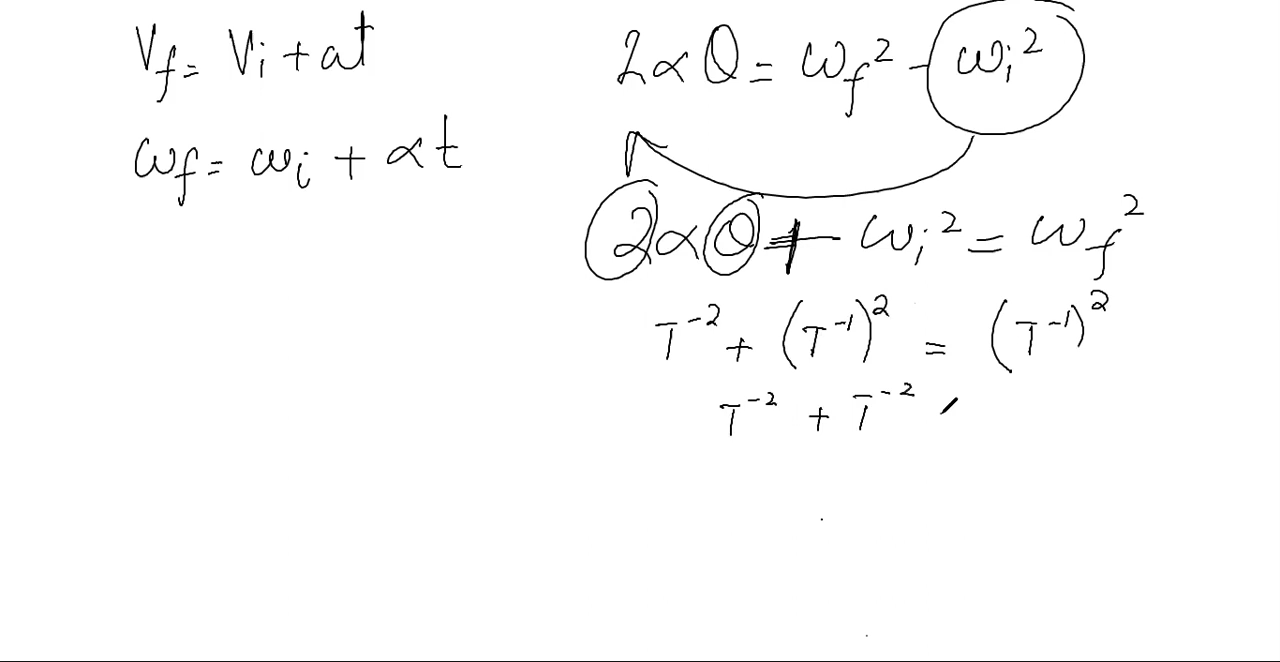 Vf = Vi + at
ωf = ωi + αt
2αθ = ωf² - ωi²
2αθ + ωi² = ωf²
T⁻² + (T⁻¹)² = (T⁻¹)²
T⁻² + T⁻²